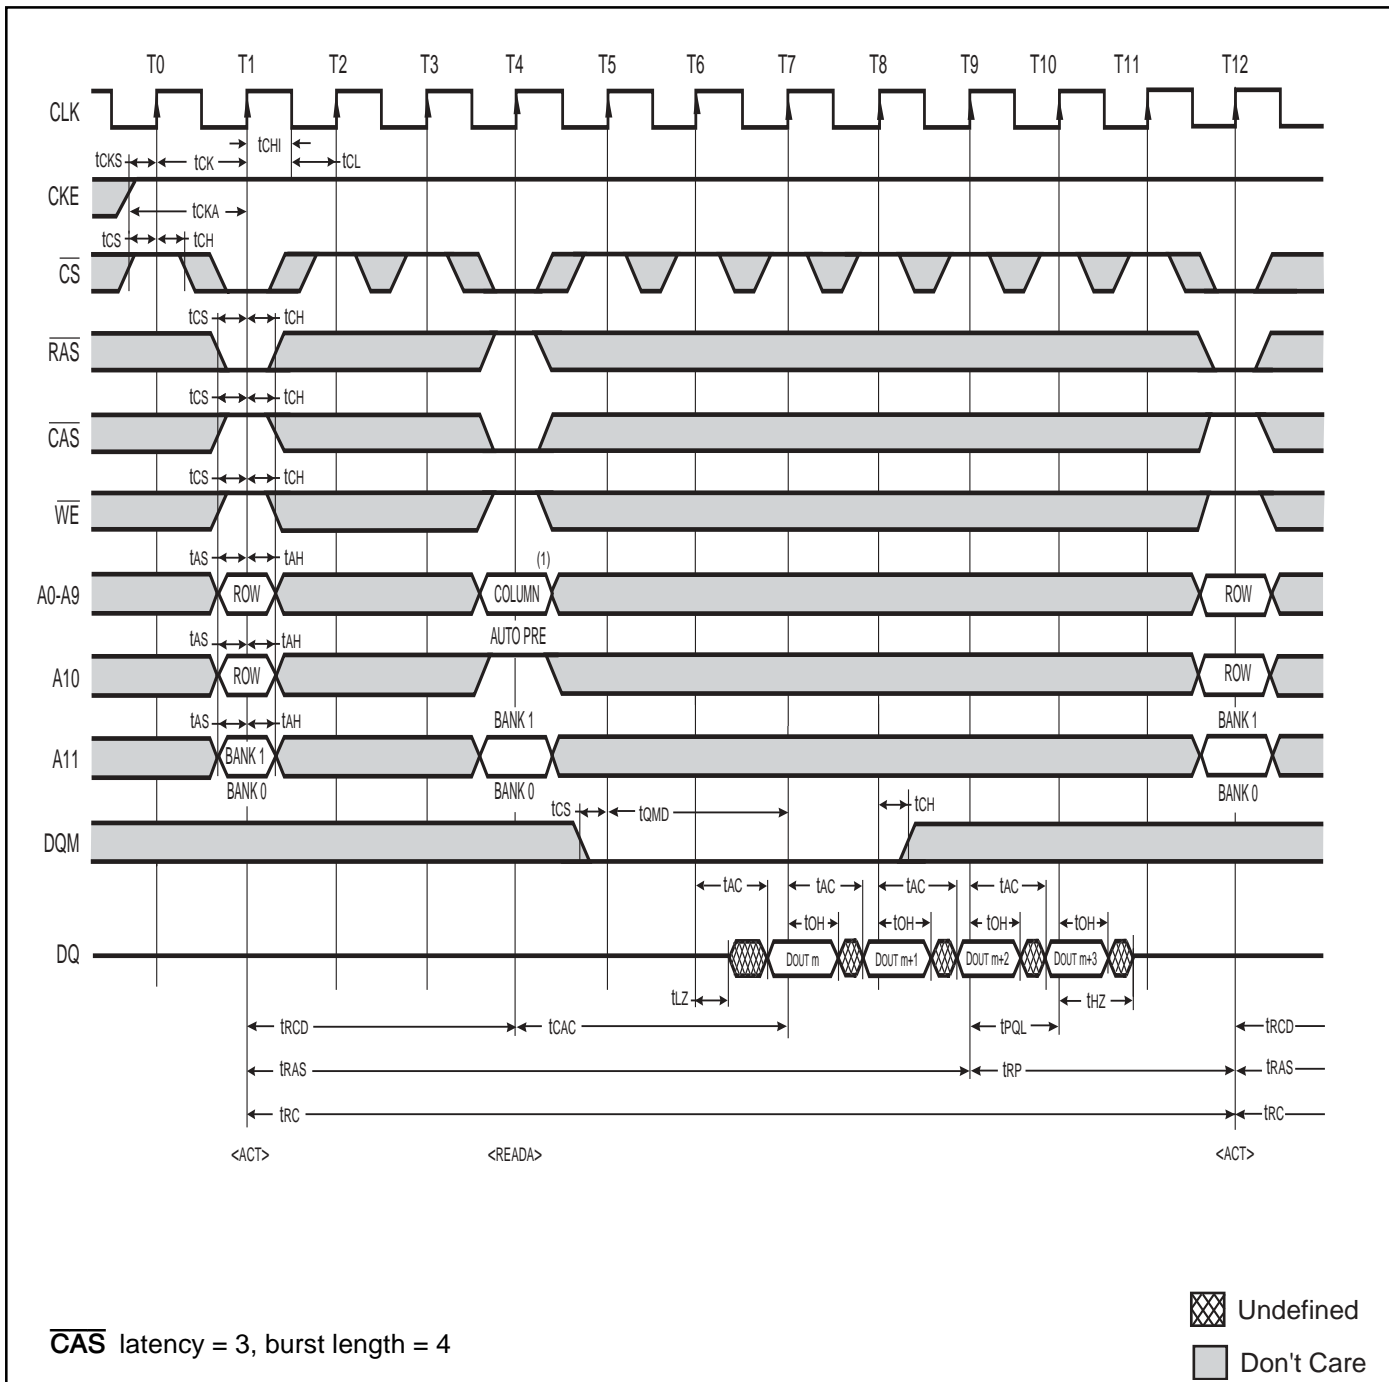 T0 T1 T2 T3 T4 T5 T6 T7 T8 T9 T10 T11 T12
CLK
tCHI
tCKS tCK tCL
CKE
tCKA
tCS tCH
CS
tCS tCH
RAS
tCS tCH
CAS
tCS tCH
WE
tAS tAH (1)
A0-A9 ROW COLUMN ROW
AUTO PRE
tAS tAH
A10 ROW ROW
BANK 1 BANK 1
tAS tAH
A11 BANK 1
BANK 0 BANK 0 BANK 0
tCS tQMD tCH
DQM
tAC tAC tAC tAC
tOH tOH tOH tOH
DQ DOUT m DOUT m+1 DOUT m+2 DOUT m+3
tLZ tHZ
tRCD tCAC tPQL tRCD
tRAS tRP tRAS
tRC tRC
<ACT> <READA> <ACT>
Undefined
CAS latency = 3, burst length = 4
Don't Care